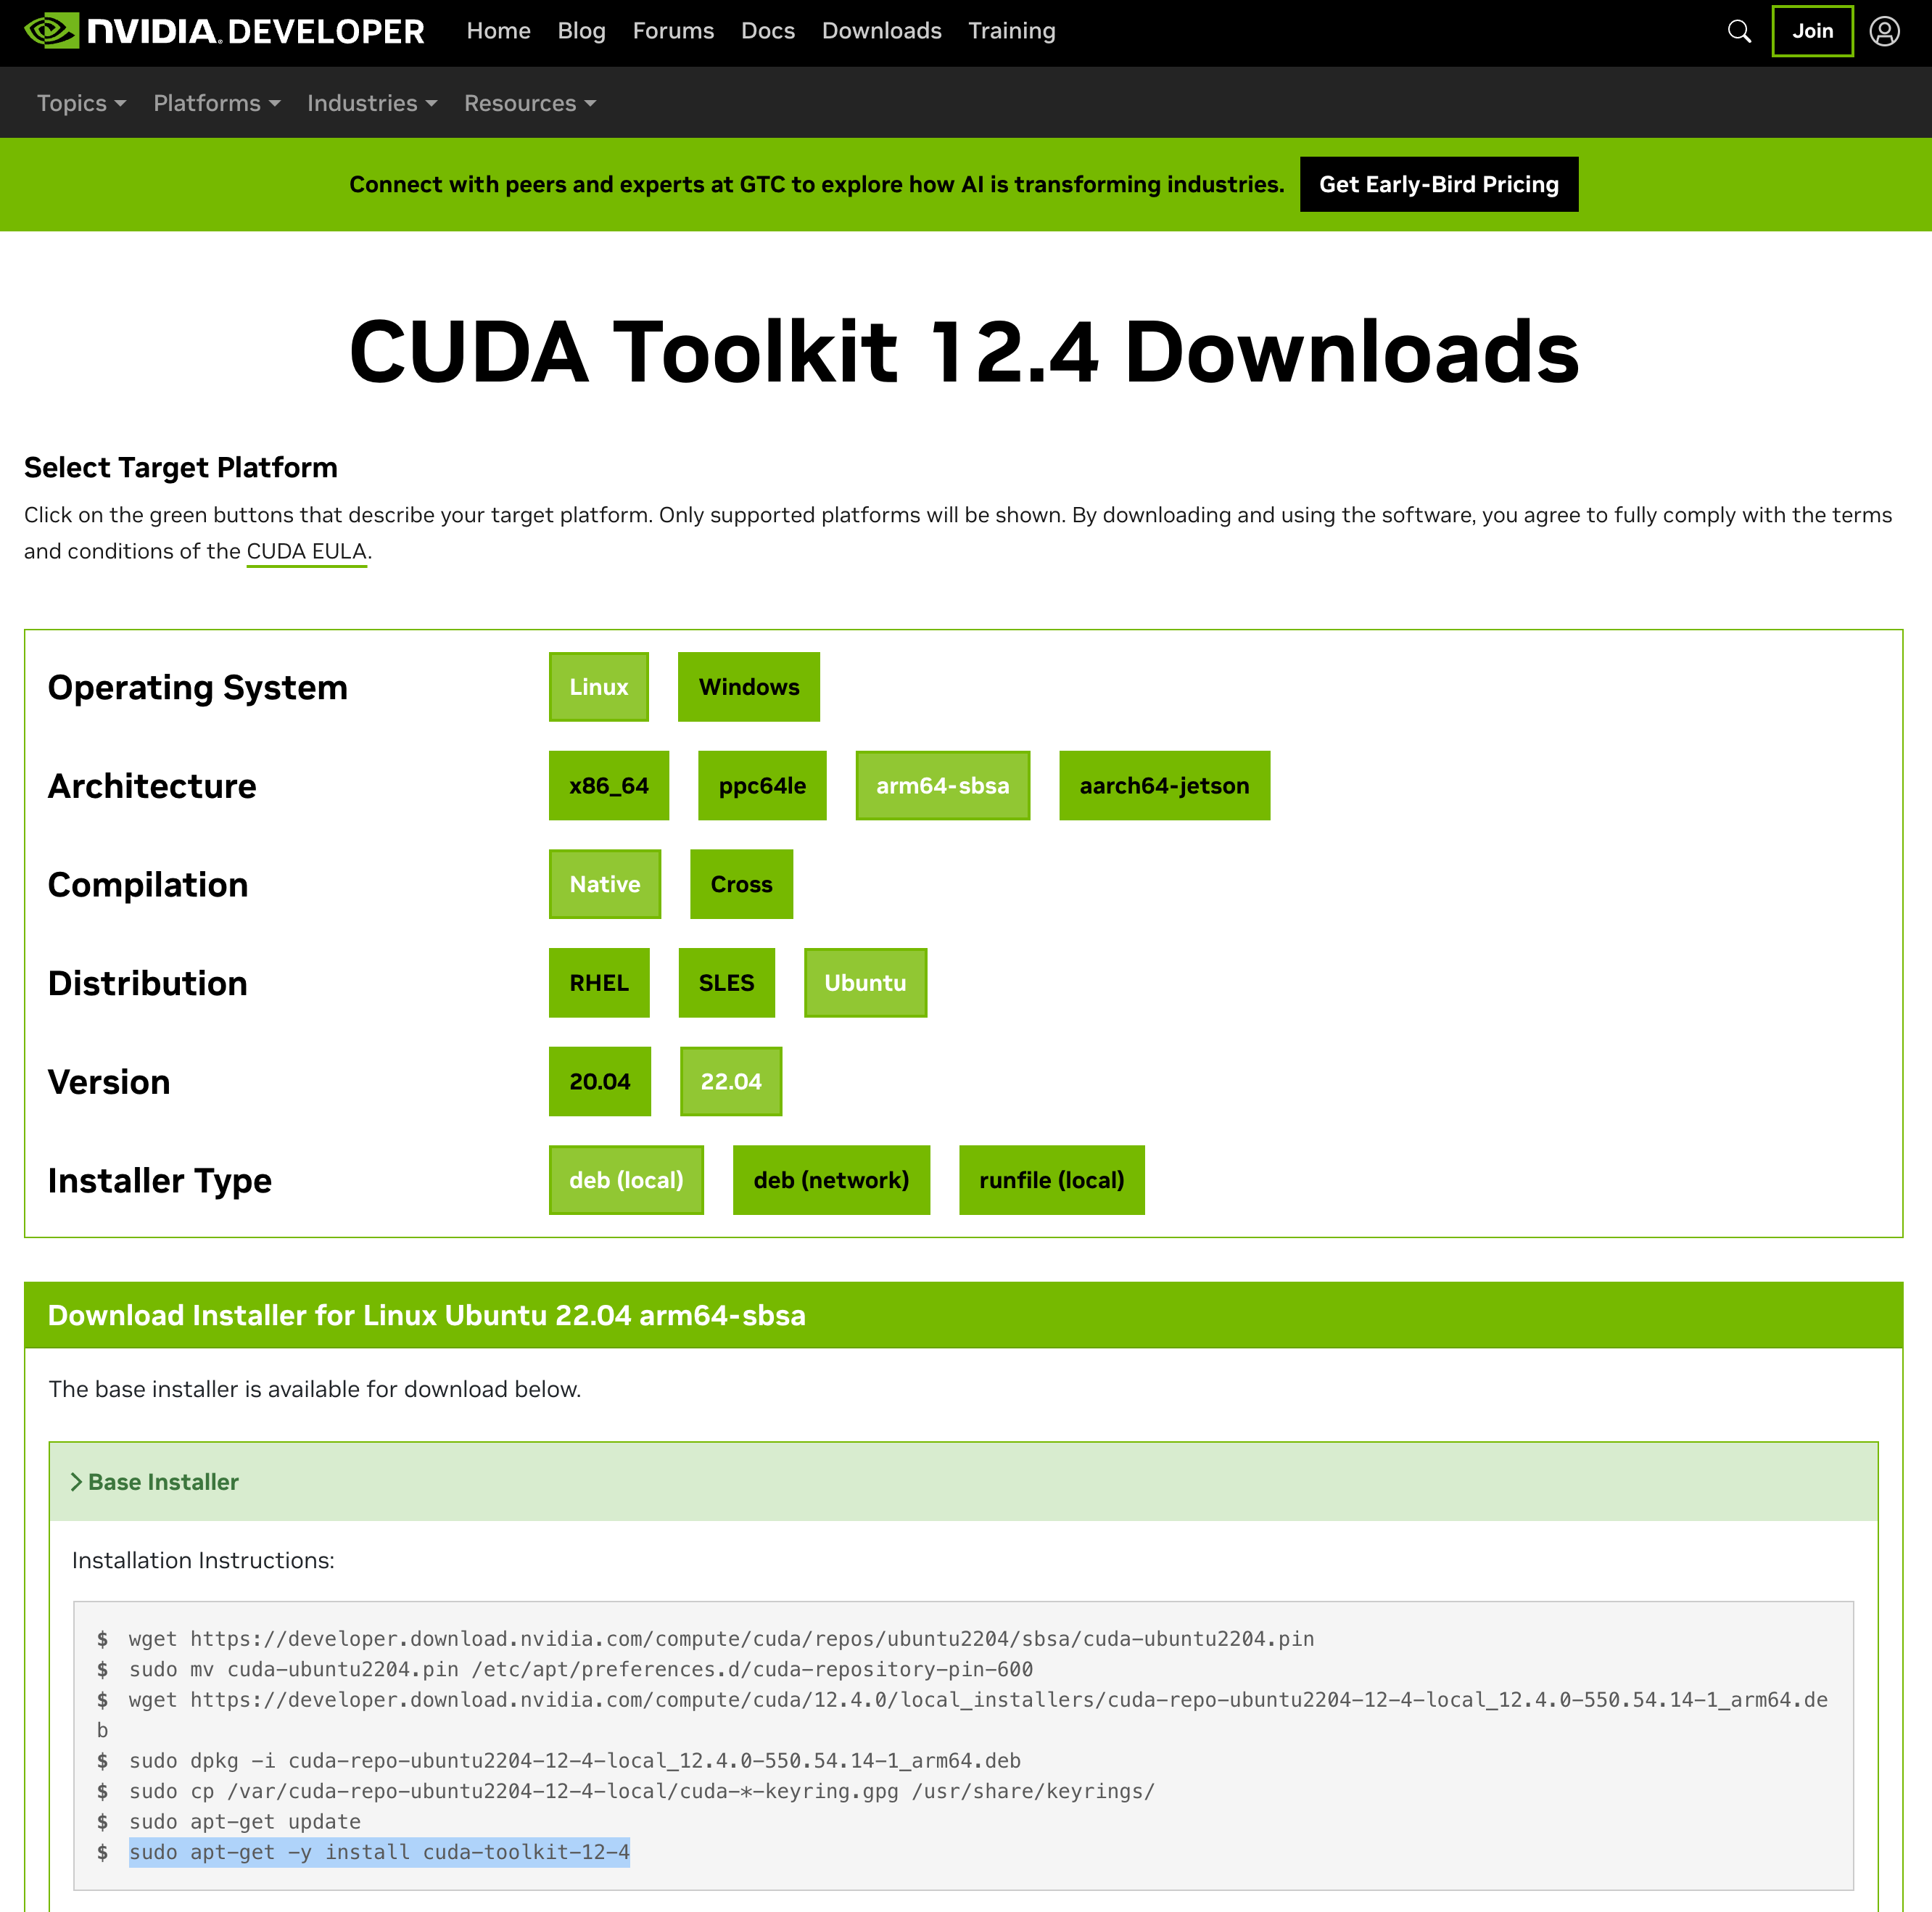 NVIDIA. DEVELOPER Home Blog Forums Docs Downloads Training Join
Topics Platforms Industries Resources
Connect with peers and experts at GTC to explore how AI is transforming industries. Get Early-Bird Pricing
CUDA Toolkit 12.4 Downloads
Select Target Platform
Click on the green buttons that describe your target platform. Only supported platforms will be shown. By downloading and using the software, you agree to fully comply with the terms
and conditions of the CUDA EULA.
Operating System Linux Windows
Architecture x86_64 ppc64le arm64-sbsa aarch64-jetson
Compilation Native Cross
Distribution RHEL SLES Ubuntu
Version 20.04 22.04
Installer Type deb (local) deb (network) runfile (local)
Download Installer for Linux Ubuntu 22.04 arm64-sbsa
The base installer is available for download below.
Base Installer
Installation Instructions:
$ wget https://developer.download.nvidia.com/compute/cuda/repos/ubuntu2204/sbsa/cuda-ubuntu2204.pin
$ sudo mv cuda-ubuntu2204.pin /etc/apt/preferences.d/cuda-repository-pin-600
$ wget https://developer.download.nvidia.com/compute/cuda/12.4.0/local_installers/cuda-repo-ubuntu2204-12-4-local_12.4.0-550.54.14-1_arm64.de
b
$ sudo dpkg -i cuda-repo-ubuntu2204-12-4-local_12.4.0-550.54.14-1_arm64.deb
$ sudo cp /var/cuda-repo-ubuntu2204-12-4-local/cuda-*-keyring.gpg /usr/share/keyrings/
$ sudo apt-get update
$ sudo apt-get -y install cuda-toolkit-12-4